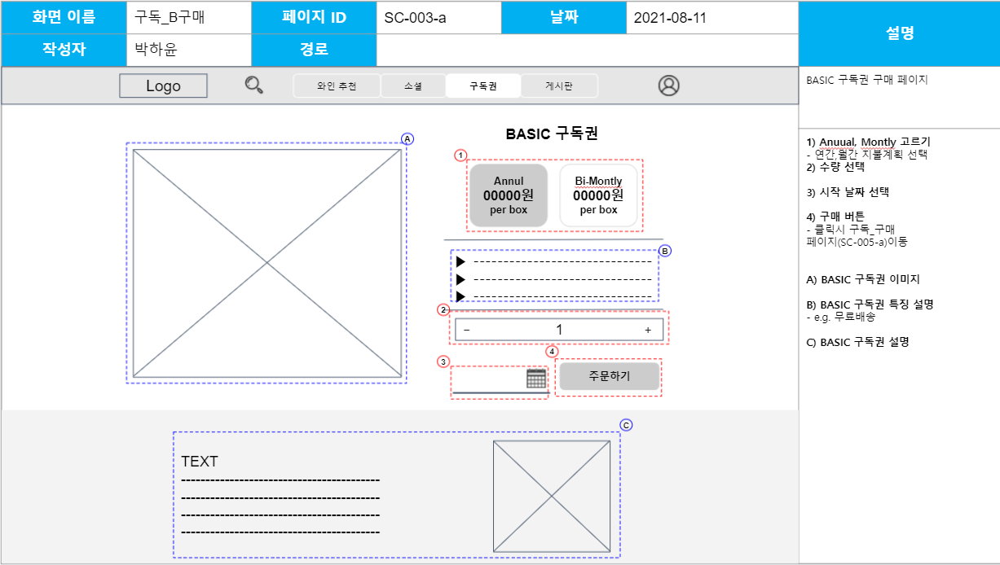 화면 이름 구독_B구매 페이지 ID SC-003-a 날짜 2021-08-11 설명
작성자 박하윤 경로
Logo 와인 추천 소셜 구독권 게시판
BASIC 구독권
A
1
Annul
00000원
per box
Bi-Montly
00000원
per box
B
2
− 1 +
3
4
주문하기
C
TEXT
BASIC 구독권 구매 페이지
1) Anuual, Montly 고르기
- 연간,월간 지불계획 선택
2) 수량 선택
3) 시작 날짜 선택
4) 구매 버튼
- 클릭시 구독_구매
페이지(SC-005-a)이동
A) BASIC 구독권 이미지
B) BASIC 구독권 특징 설명
- e.g. 무료배송
C) BASIC 구독권 설명